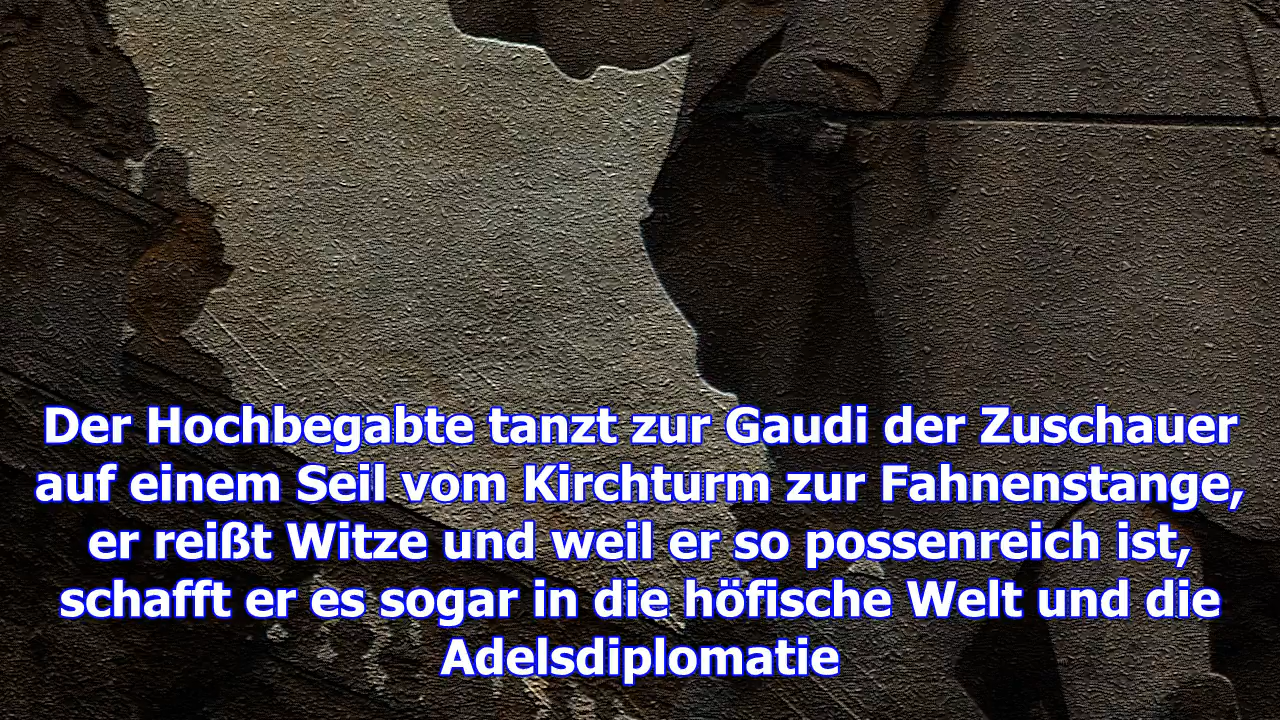 Der Hochbegabte tanzt zur Gaudi der Zuschauer
auf einem Seil vom Kirchturm zur Fahnenstange,
er reißt Witze und weil er so possenreich ist,
schafft er es sogar in die höfische Welt und die
Adelsdiplomatie